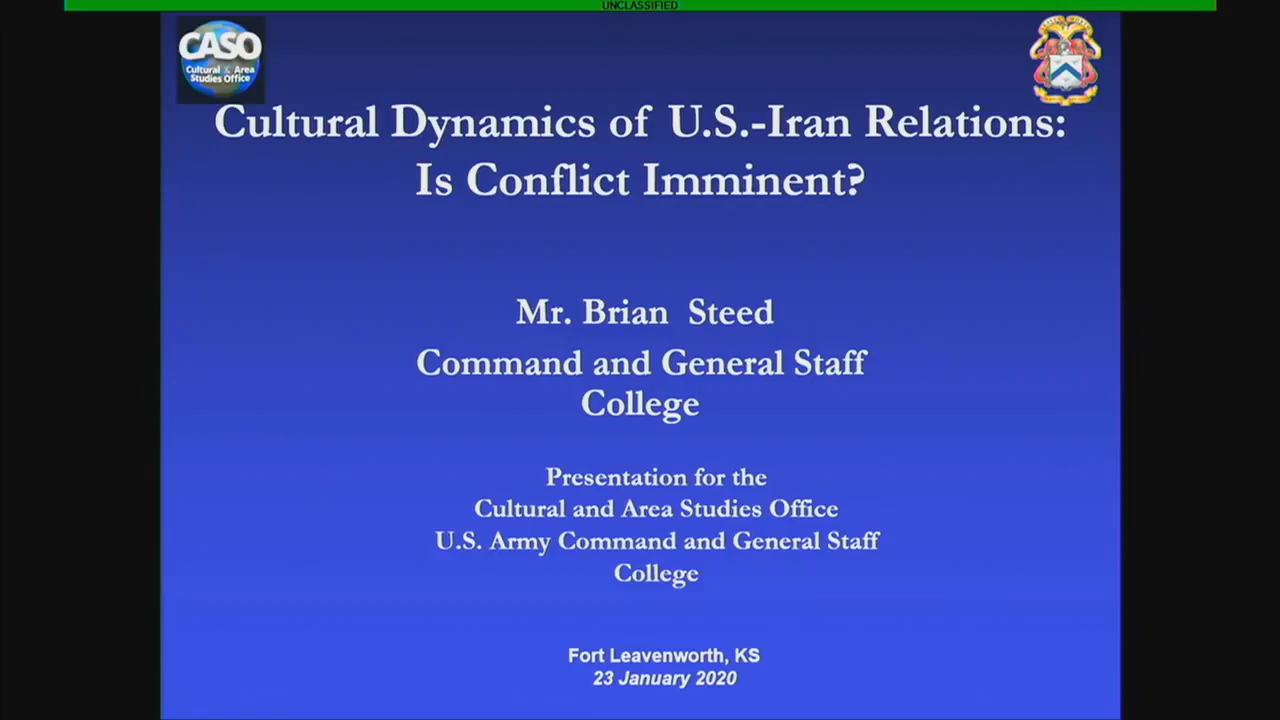 UNCLASSIFIED
CASO
Cultural & Area
Studies Office
Cultural Dynamics of U.S.-Iran Relations:
Is Conflict Imminent?
Mr. Brian Steed
Command and General Staff
College
Presentation for the
Cultural and Area Studies Office
U.S. Army Command and General Staff
College
Fort Leavenworth, KS
23 January 2020